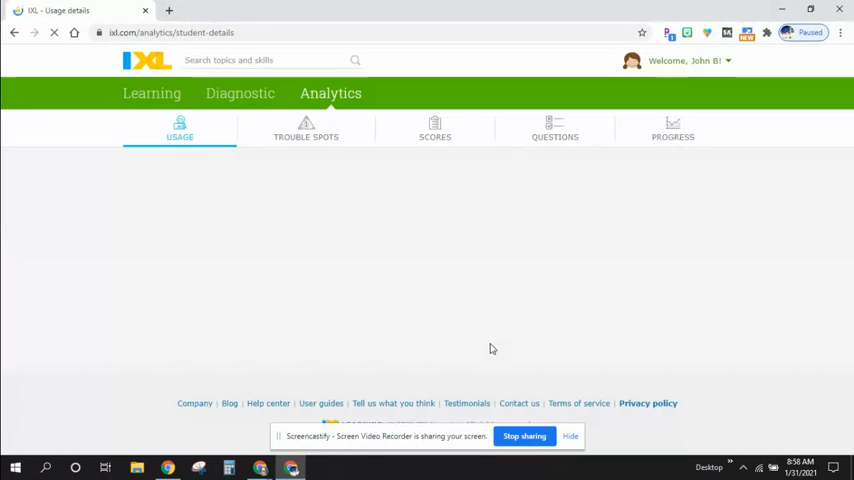 IXL - Usage details
ixl.com/analytics/student-details
Paused
1
NEW
IXL
Search topics and skills
Welcome, John B!
Learning Diagnostic Analytics
USAGE TROUBLE SPOTS SCORES QUESTIONS PROGRESS
Company Blog Help center User guides Tell us what you think Testimonials Contact us Terms of service Privacy policy
Screencastify - Screen Video Recorder is sharing your screen. Stop sharing Hide
Desktop
8:58 AM
1/31/2021